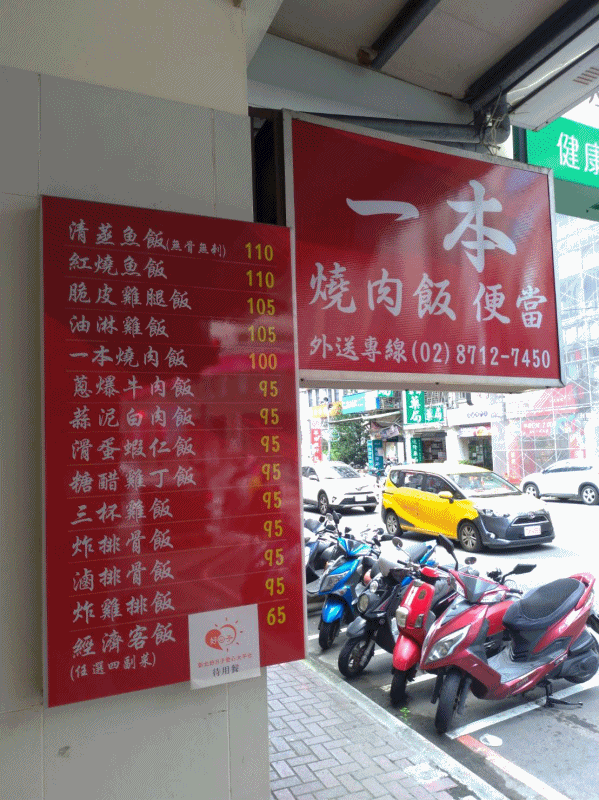 清蒸魚飯(無骨無刺) 110
紅燒魚飯 110
脆皮雞腿飯 105
油淋雞飯 105
一本燒肉飯 100
蔥爆牛肉飯 95
蒜泥白肉飯 95
滑蛋蝦仁飯 95
糖醋雞丁飯 95
三杯雞飯 95
炸排骨飯 95
滷排骨飯 95
炸雞排飯 95
經濟客飯 65
(任選四副菜)
待用餐
一本
燒肉飯 便當
外送專線(02) 8712-7450
健康
藥局